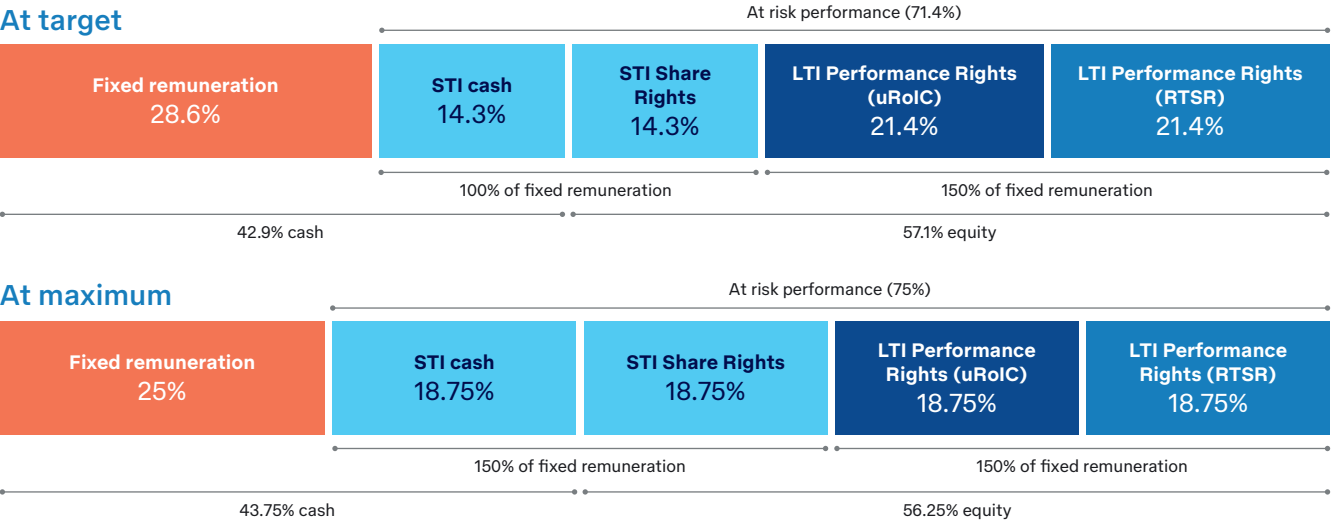 At target
At risk performance (71.4%)
Fixed remuneration
28.6%
STI cash
14.3%
STI Share
Rights
14.3%
LTI Performance Rights
(uRoIC)
21.4%
LTI Performance Rights
(RTSR)
21.4%
100% of fixed remuneration
150% of fixed remuneration
42.9% cash
57.1% equity
At maximum
At risk performance (75%)
Fixed remuneration
25%
STI cash
18.75%
STI Share Rights
18.75%
LTI Performance
Rights (uRoIC)
18.75%
LTI Performance
Rights (RTSR)
18.75%
150% of fixed remuneration
150% of fixed remuneration
43.75% cash
56.25% equity